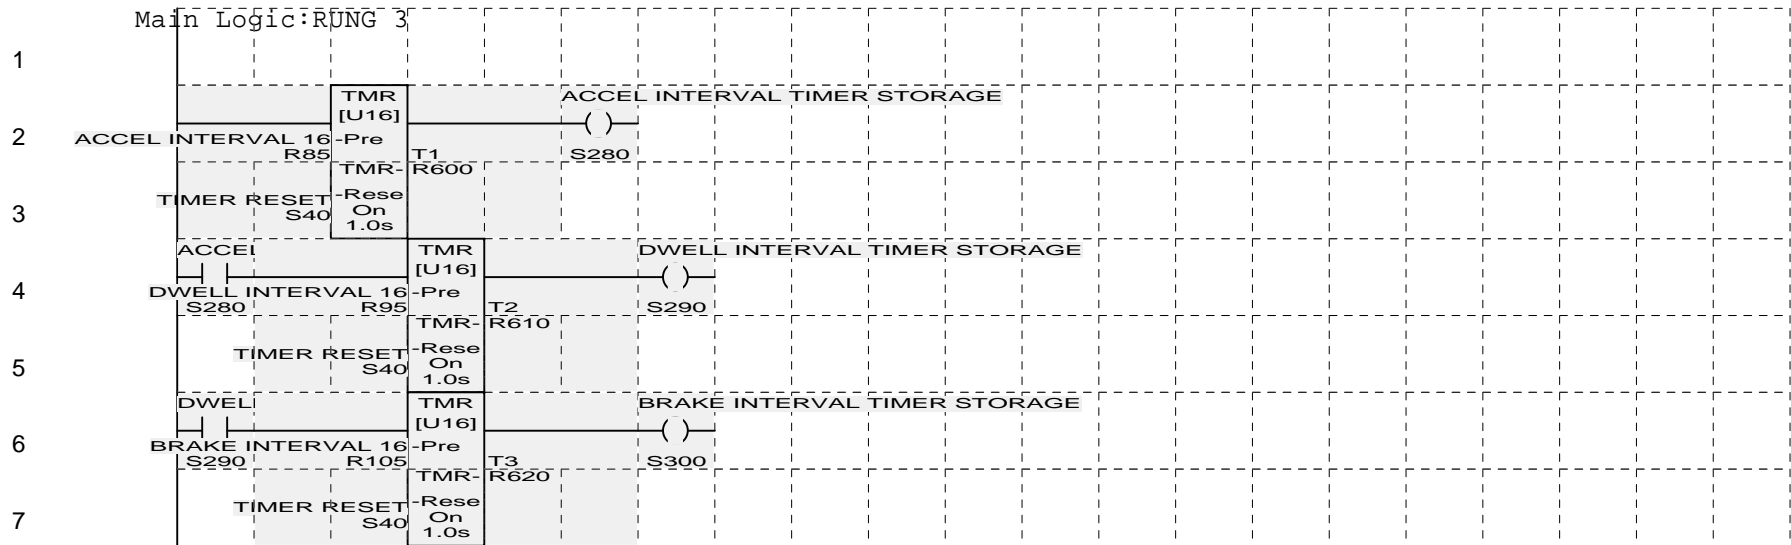 Main Logic:RUNG 3
1
TMR ACCEL INTERVAL TIMER STORAGE
[U16]
2 ACCEL INTERVAL 16 -Pre
R85 T1 S280
TMR- R600
TIMER RESET -Rese
3 S40 On
1.0s
ACCEL TMR DWELL INTERVAL TIMER STORAGE
[U16]
4 DWELL INTERVAL 16 -Pre
S280 R95 T2 S290
TMR- R610
TIMER RESET -Rese
5 S40 On
1.0s
DWEL TMR BRAKE INTERVAL TIMER STORAGE
[U16]
6 BRAKE INTERVAL 16 -Pre
S290 R105 T3 S300
TMR- R620
TIMER RESET -Rese
7 S40 On
1.0s